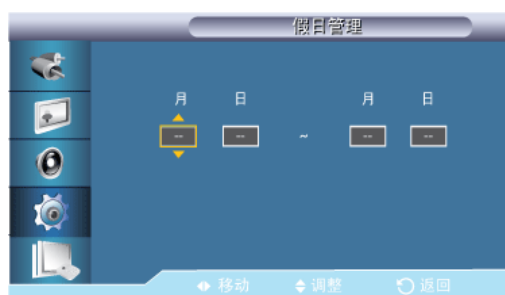 假日管理
月 日 月 日
-- -- ~ -- --
移动 调整 返回